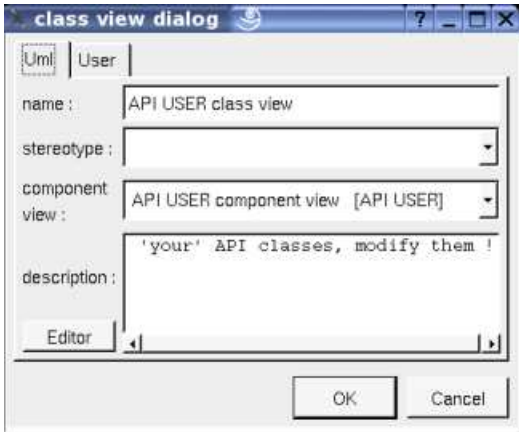 class view dialog ?
Uml User
name : API USER class view
stereotype :
component
view : API USER component view [API USER]
'your' API classes, modify them !
description :
Editor
OK Cancel